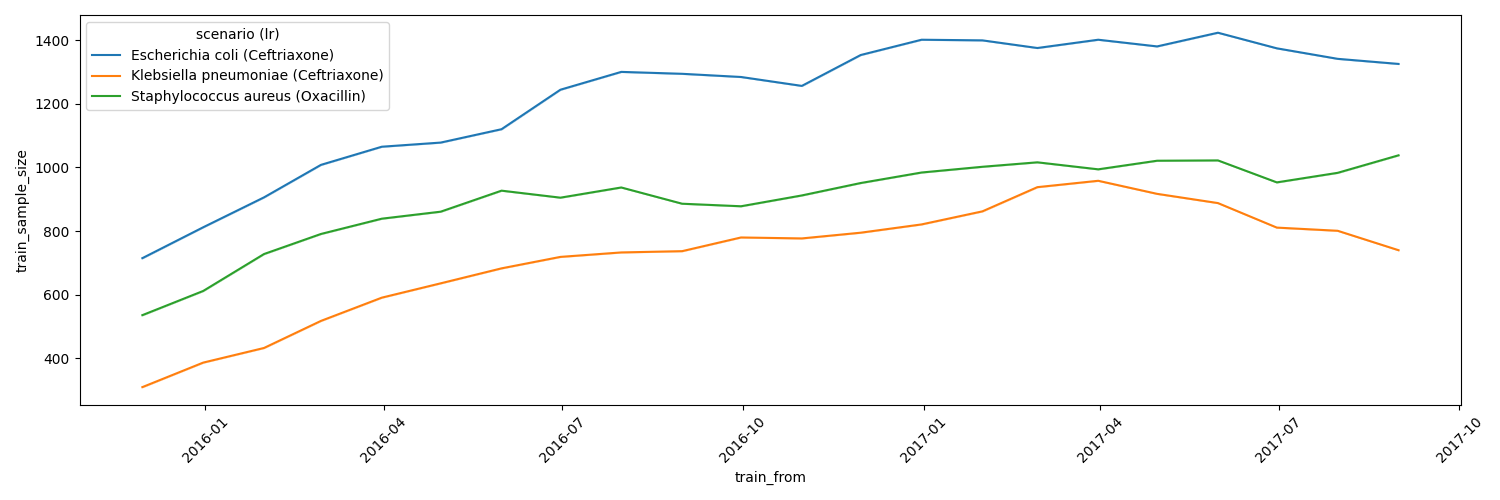 scenario (lr)
Escherichia coli (Ceftriaxone)
Klebsiella pneumoniae (Ceftriaxone)
Staphylococcus aureus (Oxacillin)
train_sample_size
1400
1200
1000
800
600
400
2016-01
2016-04
2016-07
2016-10
2017-01
2017-04
2017-07
2017-10
train_from